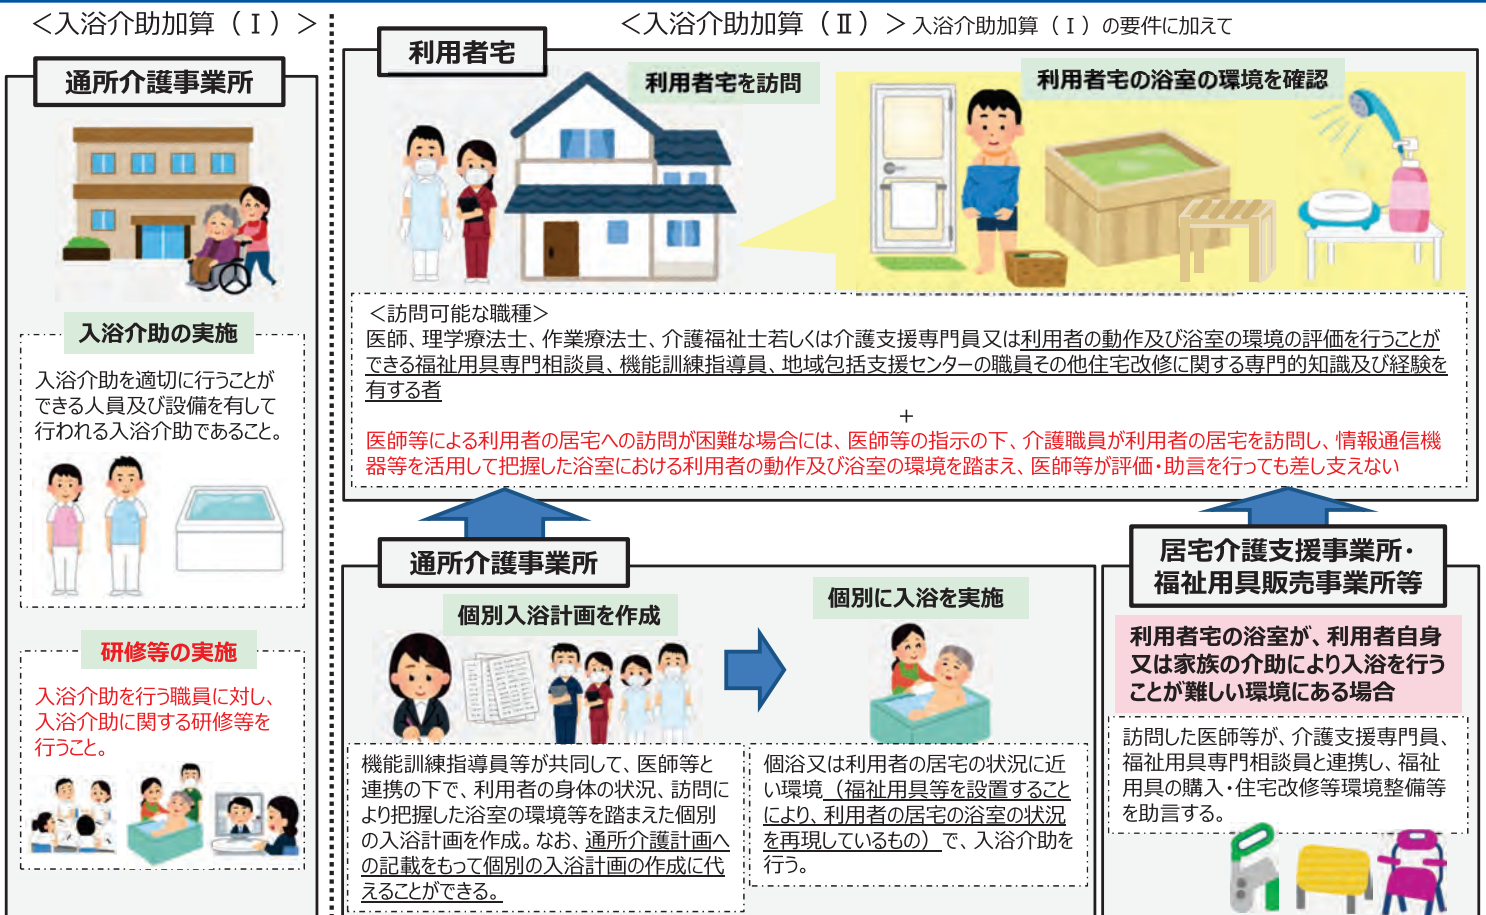 ＜入浴介助加算（Ⅰ）＞
通所介護事業所
入浴介助の実施
入浴介助を適切に行うことが
できる人員及び設備を有して
行われる入浴介助であること。
研修等の実施
入浴介助を行う職員に対し、
入浴介助に関する研修等を
行うこと。
＜入浴介助加算（Ⅱ）＞入浴介助加算（Ⅰ）の要件に加えて
利用者宅
利用者宅を訪問
利用者宅の浴室の環境を確認
＜訪問可能な職種＞
医師、理学療法士、作業療法士、介護福祉士若しくは介護支援専門員又は利用者の動作及び浴室の環境の評価を行うことが
できる福祉用具専門相談員、機能訓練指導員、地域包括支援センターの職員その他住宅改修に関する専門的知識及び経験を
有する者
+
医師等による利用者の居宅への訪問が困難な場合には、医師等の指示の下、介護職員が利用者の居宅を訪問し、情報通信機
器等を活用して把握した浴室における利用者の動作及び浴室の環境を踏まえ、医師等が評価・助言を行っても差し支えない
通所介護事業所
個別入浴計画を作成
機能訓練指導員等が共同して、医師等と
連携の下で、利用者の身体の状況、訪問に
より把握した浴室の環境等を踏まえた個別
の入浴計画を作成。なお、通所介護計画へ
の記載をもって個別の入浴計画の作成に代
えることができる。
個別に入浴を実施
個浴又は利用者の居宅の状況に近
い環境（福祉用具等を設置すること
により、利用者の居宅の浴室の状況
を再現しているもの）で、入浴介助を
行う。
居宅介護支援事業所・
福祉用具販売事業所等
利用者宅の浴室が、利用者自身
又は家族の介助により入浴を行う
ことが難しい環境にある場合
訪問した医師等が、介護支援専門員、
福祉用具専門相談員と連携し、福祉
用具の購入・住宅改修等環境整備等
を助言する。